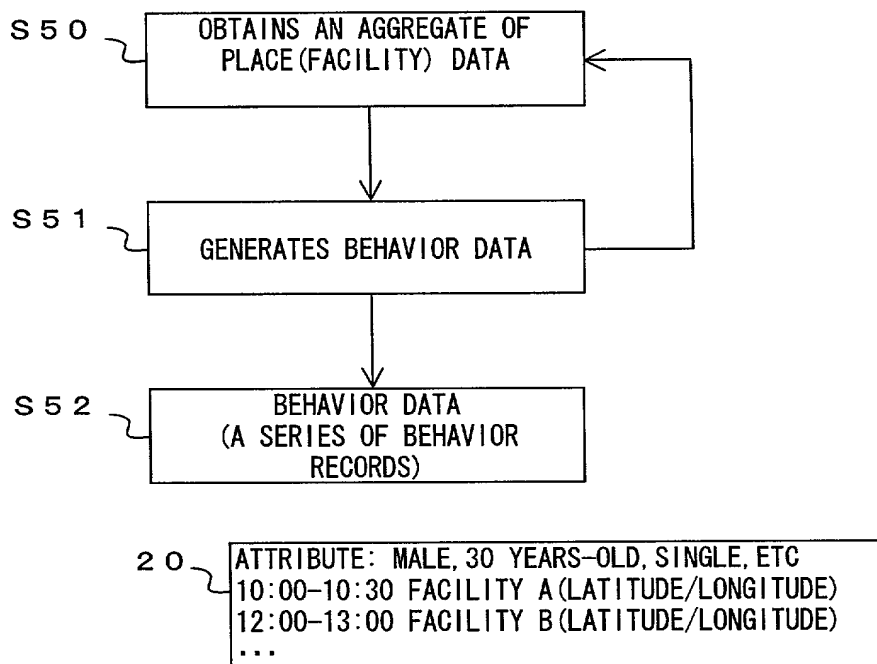 S50
OBTAINS AN AGGREGATE OF
PLACE(FACILITY) DATA
S51
GENERATES BEHAVIOR DATA
S52
BEHAVIOR DATA
(A SERIES OF BEHAVIOR
RECORDS)
20
ATTRIBUTE: MALE, 30 YEARS-OLD, SINGLE, ETC
10:00-10:30 FACILITY A(LATITUDE/LONGITUDE)
12:00-13:00 FACILITY B(LATITUDE/LONGITUDE)
...